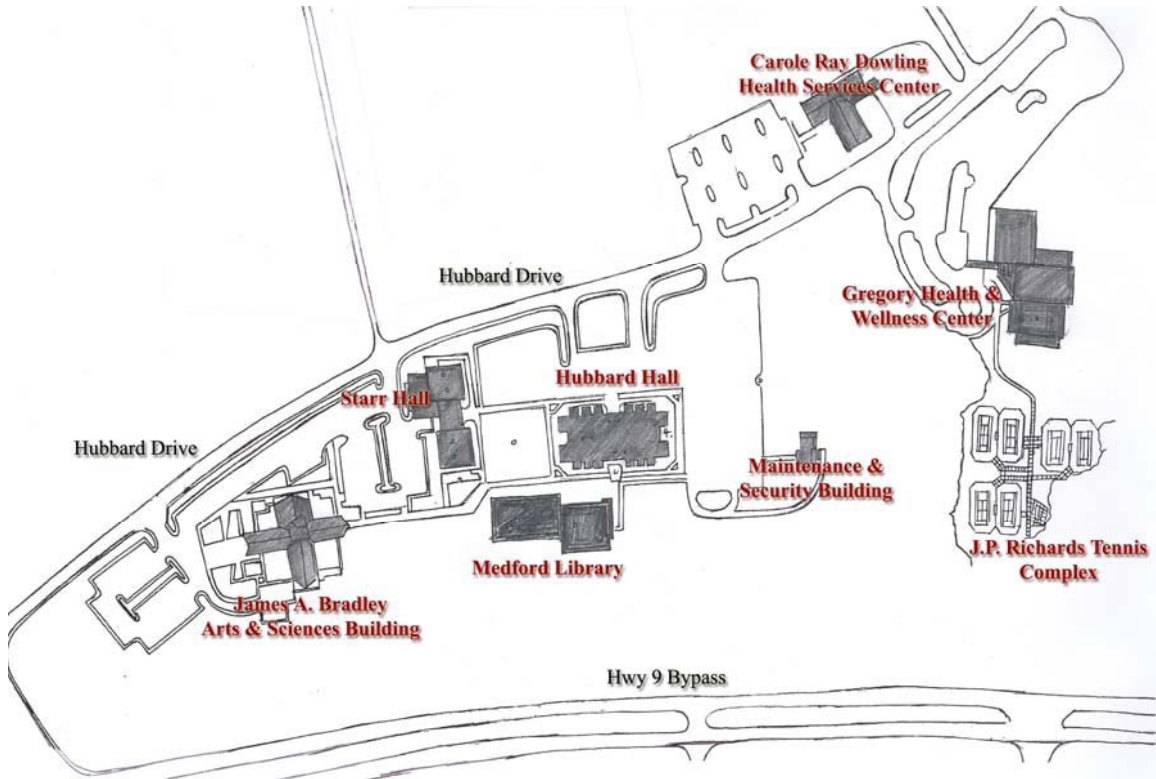 Carole Ray Dowling
Health Services Center
Hubbard Drive
Gregory Health &
Wellness Center
Hubbard Hall
Starr Hall
Hubbard Drive
Maintenance &
Security Building
J.P. Richards Tennis
Complex
Medford Library
James A. Bradley
Arts & Sciences Building
Hwy 9 Bypass